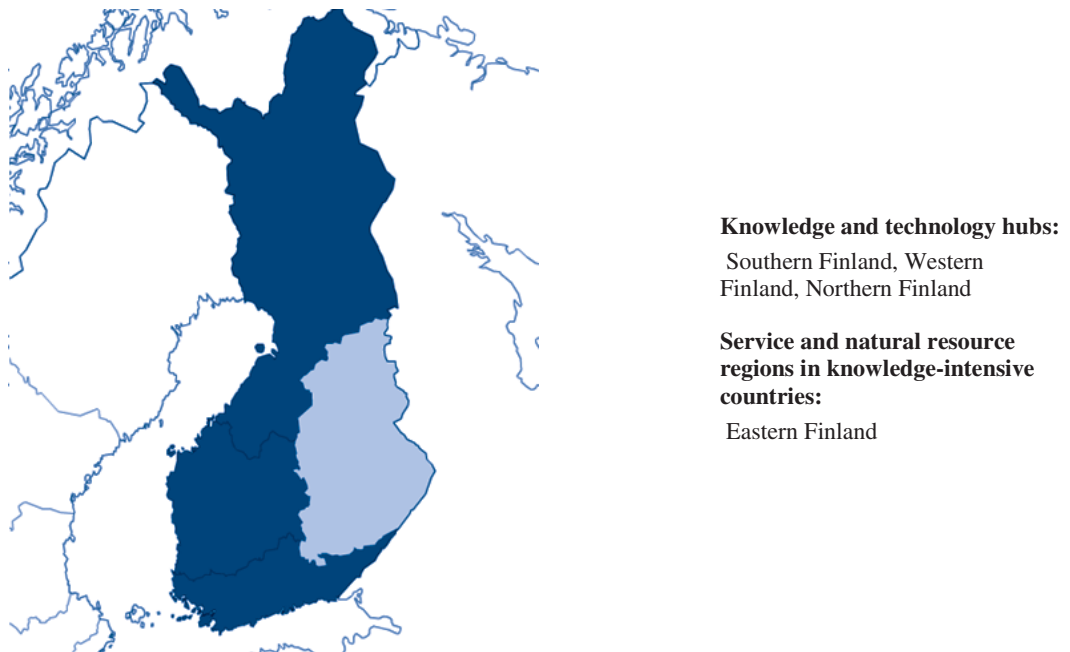 Knowledge and technology hubs:
Southern Finland, Western
Finland, Northern Finland
Service and natural resource
regions in knowledge-intensive
countries:
Eastern Finland